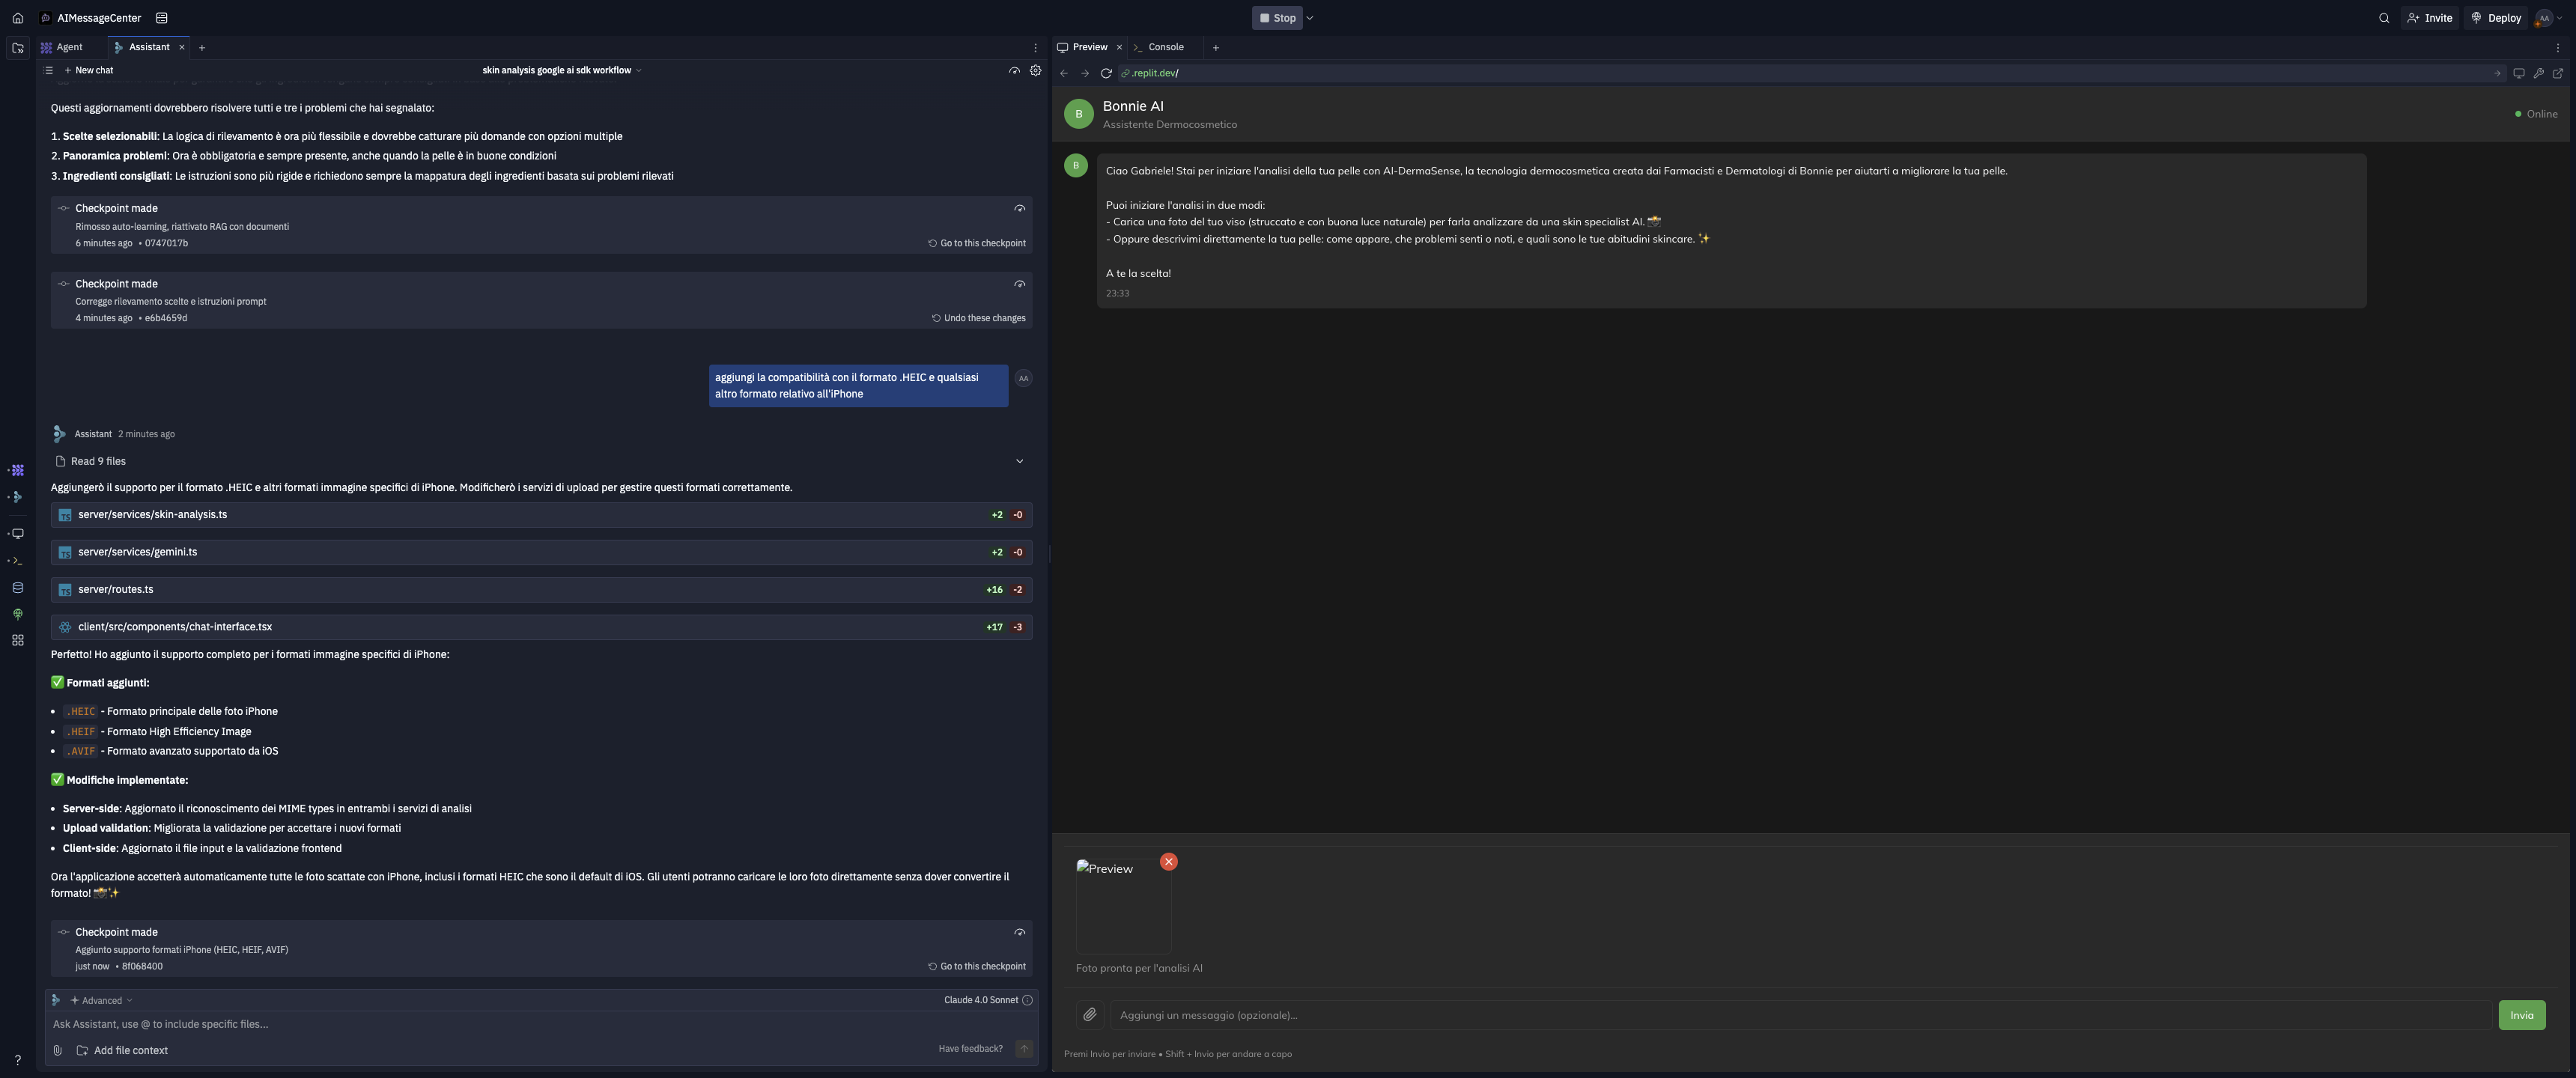 AIMessageCenter
Stop
Invite
Deploy
AA
Agent
Assistant
New chat
skin analysis google ai sdk workflow
Questi aggiornamenti dovrebbero risolvere tutti e tre i problemi che hai segnalato:
1. Scelte selezionabili: La logica di rilevamento è ora più flessibile e dovrebbe catturare più domande con opzioni multiple
2. Panoramica problemi: Ora è obbligatoria e sempre presente, anche quando la pelle è in buone condizioni
3. Ingredienti consigliati: Le istruzioni sono più rigide e richiedono sempre la mappatura degli ingredienti basata sui problemi rilevati
Checkpoint made
Rimosso auto-learning, riattivato RAG con documenti
6 minutes ago • 0747017b
Go to this checkpoint
Checkpoint made
Corregge rilevamento scelte e istruzioni prompt
4 minutes ago • e6b4659d
Undo these changes
aggiungi la compatibilità con il formato .HEIC e qualsiasi
altro formato relativo all'iPhone
AA
Assistant 2 minutes ago
Read 9 files
Aggiungerò il supporto per il formato .HEIC e altri formati immagine specifici di iPhone. Modificherò i servizi di upload per gestire questi formati correttamente.
TS server/services/skin-analysis.ts +2 -0
TS server/services/gemini.ts +2 -0
TS server/routes.ts +16 -2
client/src/components/chat-interface.tsx +17 -3
Perfetto! Ho aggiunto il supporto completo per i formati immagine specifici di iPhone:
✅ Formati aggiunti:
• .HEIC - Formato principale delle foto iPhone
• .HEIF - Formato High Efficiency Image
• .AVIF - Formato avanzato supportato da iOS
✅ Modifiche implementate:
• Server-side: Aggiornato il riconoscimento dei MIME types in entrambi i servizi di analisi
• Upload validation: Migliorata la validazione per accettare i nuovi formati
• Client-side: Aggiornato il file input e la validazione frontend
Ora l'applicazione accetterà automaticamente tutte le foto scattate con iPhone, inclusi i formati HEIC che sono il default di iOS. Gli utenti potranno caricare le loro foto direttamente senza dover convertire il
formato! 📸✨
Checkpoint made
Aggiunto supporto formati iPhone (HEIC, HEIF, AVIF)
just now • 8f068400
Go to this checkpoint
Advanced
Claude 4.0 Sonnet
Ask Assistant, use @ to include specific files...
Add file context
Have feedback?
Preview
Console
.replit.dev/
B
Bonnie AI
Assistente Dermocosmetico
Online
B
Ciao Gabriele! Stai per iniziare l'analisi della tua pelle con AI-DermaSense, la tecnologia dermocosmetica creata dai Farmacisti e Dermatologi di Bonnie per aiutarti a migliorare la tua pelle.
Puoi iniziare l'analisi in due modi:
- Carica una foto del tuo viso (struccato e con buona luce naturale) per farla analizzare da una skin specialist AI. 📸
- Oppure descrivimi direttamente la tua pelle: come appare, che problemi senti o noti, e quali sono le tue abitudini skincare. ✨
A te la scelta!
23:33
Preview
Foto pronta per l'analisi AI
Aggiungi un messaggio (opzionale)...
Invia
Premi Invio per inviare • Shift + Invio per andare a capo